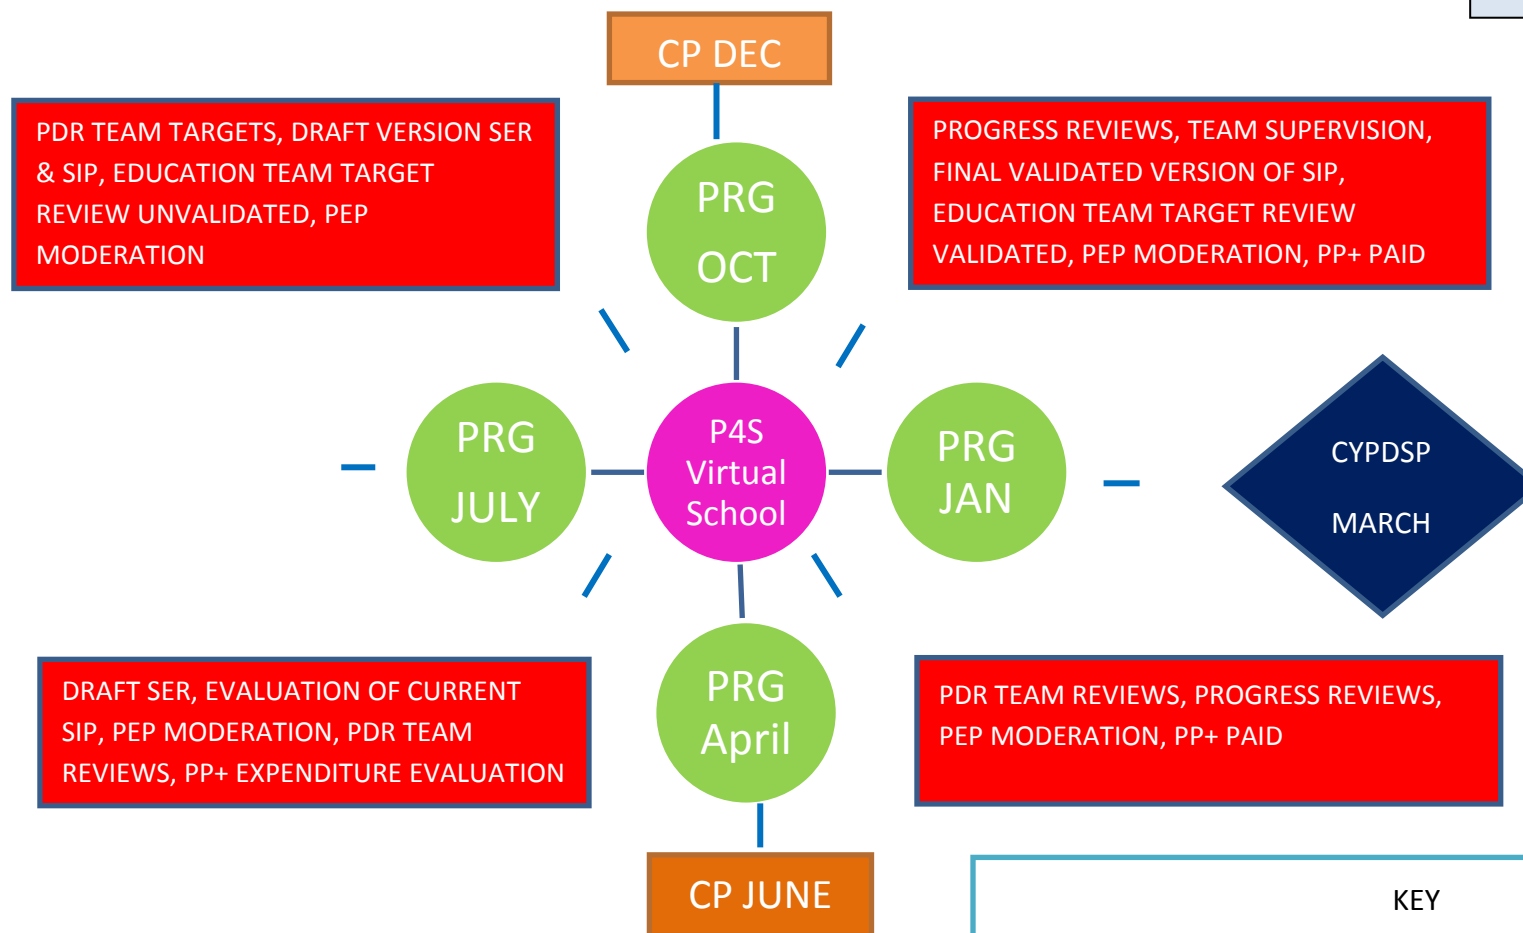 CP DEC
PDR TEAM TARGETS, DRAFT VERSION SER
& SIP, EDUCATION TEAM TARGET
REVIEW UNVALIDATED, PEP
MODERATION
PRG
OCT
PROGRESS REVIEWS, TEAM SUPERVISION,
FINAL VALIDATED VERSION OF SIP,
EDUCATION TEAM TARGET REVIEW
VALIDATED, PEP MODERATION, PP+ PAID
PRG
JULY
P4S
Virtual
School
PRG
JAN
CYPDSP
MARCH
DRAFT SER, EVALUATION OF CURRENT
SIP, PEP MODERATION, PDR TEAM
REVIEWS, PP+ EXPENDITURE EVALUATION
PRG
April
PDR TEAM REVIEWS, PROGRESS REVIEWS,
PEP MODERATION, PP+ PAID
CP JUNE
KEY